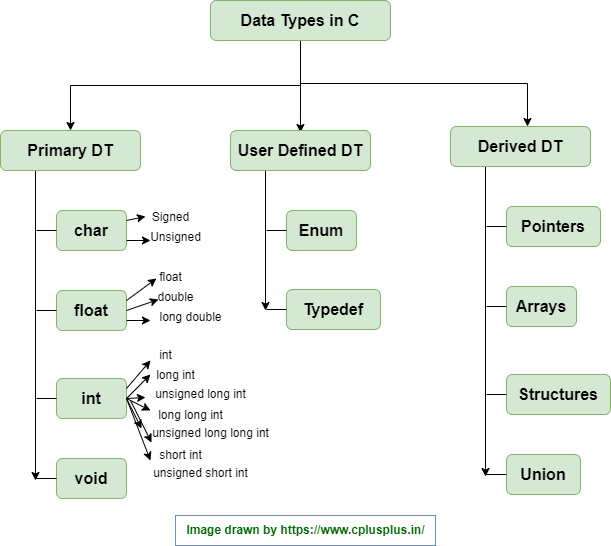 Data Types in C
Primary DT
User Defined DT
Derived DT
char
Signed
Unsigned
float
float
double
long double
int
int
long int
unsigned long int
long long int
unsigned long long int
short int
unsigned short int
void
Enum
Typedef
Pointers
Arrays
Structures
Union
Image drawn by https://www.cplusplus.in/